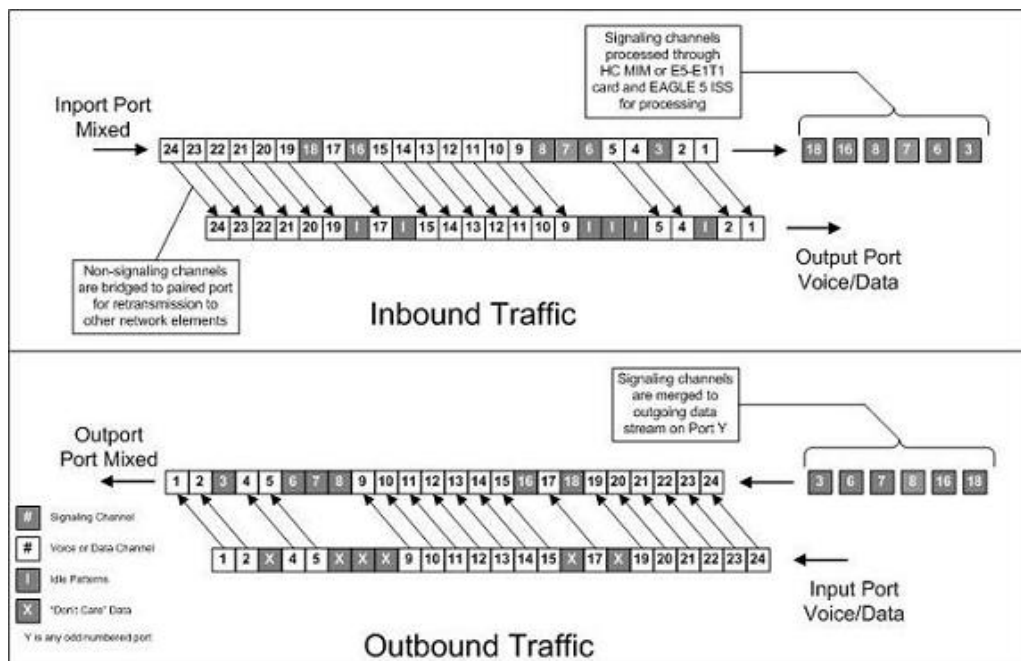 Signaling channels
processed through
HC MIM or E5-E1T1
card and EAGLE 5 ISS
for processing
Inport Port
Mixed
24 23 22 21 20 19 18 17 16 15 14 13 12 11 10 9 8 7 6 5 4 3 2 1
18 16 8 7 6 3
24 23 22 21 20 19 I 17 I 15 14 13 12 11 10 9 I I I 5 4 I 2 1
Output Port
Voice/Data
Non-signaling channels
are bridged to paired port
for retransmission to
other network elements
Inbound Traffic
Signaling channels
are merged to
outgoing data
stream on Port Y
Outport
Port Mixed
1 2 3 4 5 6 7 8 9 10 11 12 13 14 15 16 17 18 19 20 21 22 23 24
3 6 7 8 16 18
# Signaling Channel
# Voice or Data Channel
I Idle Patterns
X "Don't Care" Data
Y is any odd numbered port
1 2 X 4 5 X X X 9 10 11 12 13 14 15 X 17 X 19 20 21 22 23 24
Input Port
Voice/Data
Outbound Traffic